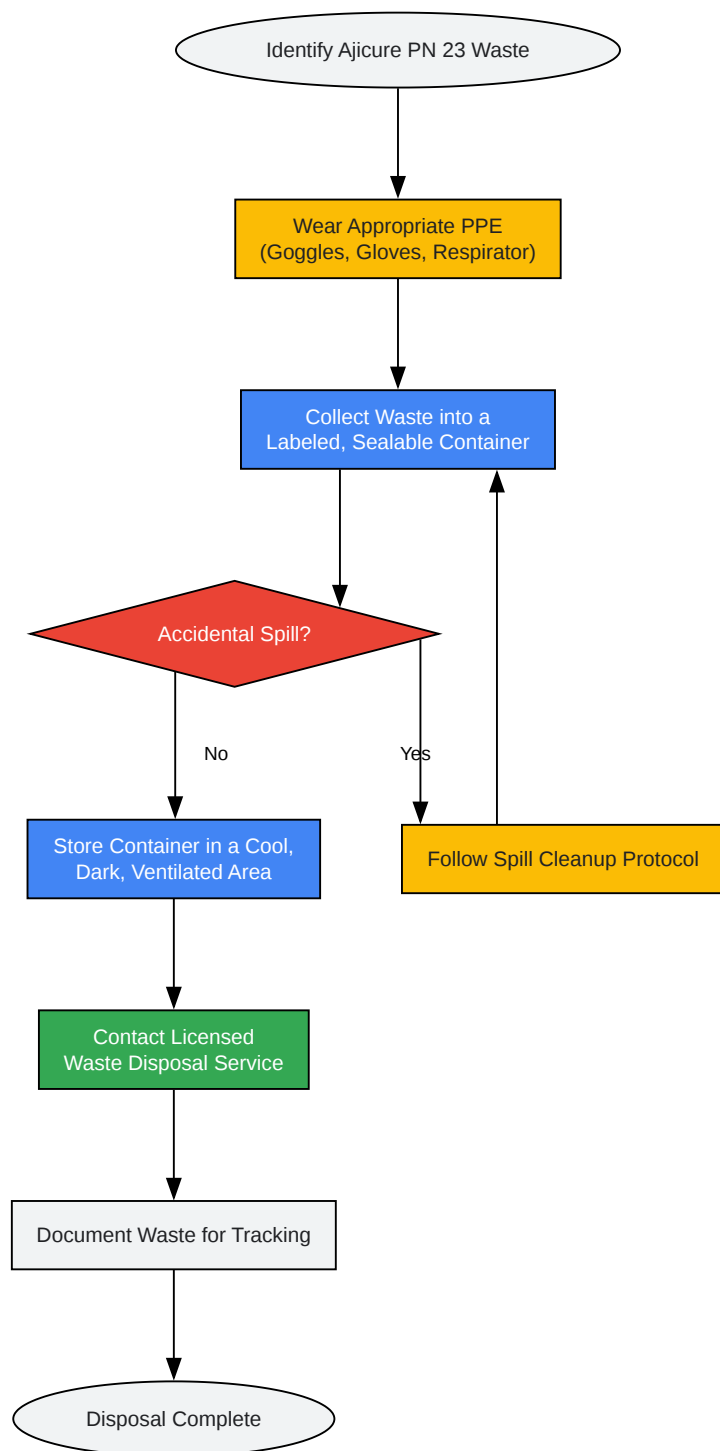 Identify Ajicure PN 23 Waste
Wear Appropriate PPE
(Goggles, Gloves, Respirator)
Collect Waste into a
Labeled, Sealable Container
Accidental Spill?
No
Yes
Store Container in a Cool,
Dark, Ventilated Area
Follow Spill Cleanup Protocol
Contact Licensed
Waste Disposal Service
Document Waste for Tracking
Disposal Complete